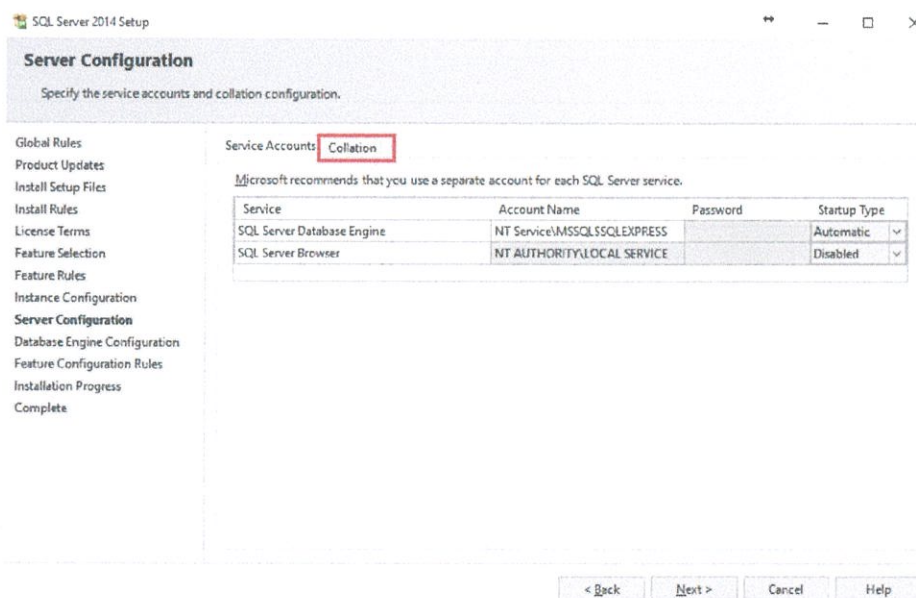 SQL Server 2014 Setup
Server Configuration
Specify the service accounts and collation configuration.
Global Rules
Product Updates
Install Setup Files
Install Rules
License Terms
Feature Selection
Feature Rules
Instance Configuration
Server Configuration
Database Engine Configuration
Feature Configuration Rules
Installation Progress
Complete
Service Accounts Collation
Microsoft recommends that you use a separate account for each SQL Server service.
Service Account Name Password Startup Type
SQL Server Database Engine NT Service\MSSQLSSQLEXPRESS Automatic
SQL Server Browser NT AUTHORITY\LOCAL SERVICE Disabled
< Back Next > Cancel Help